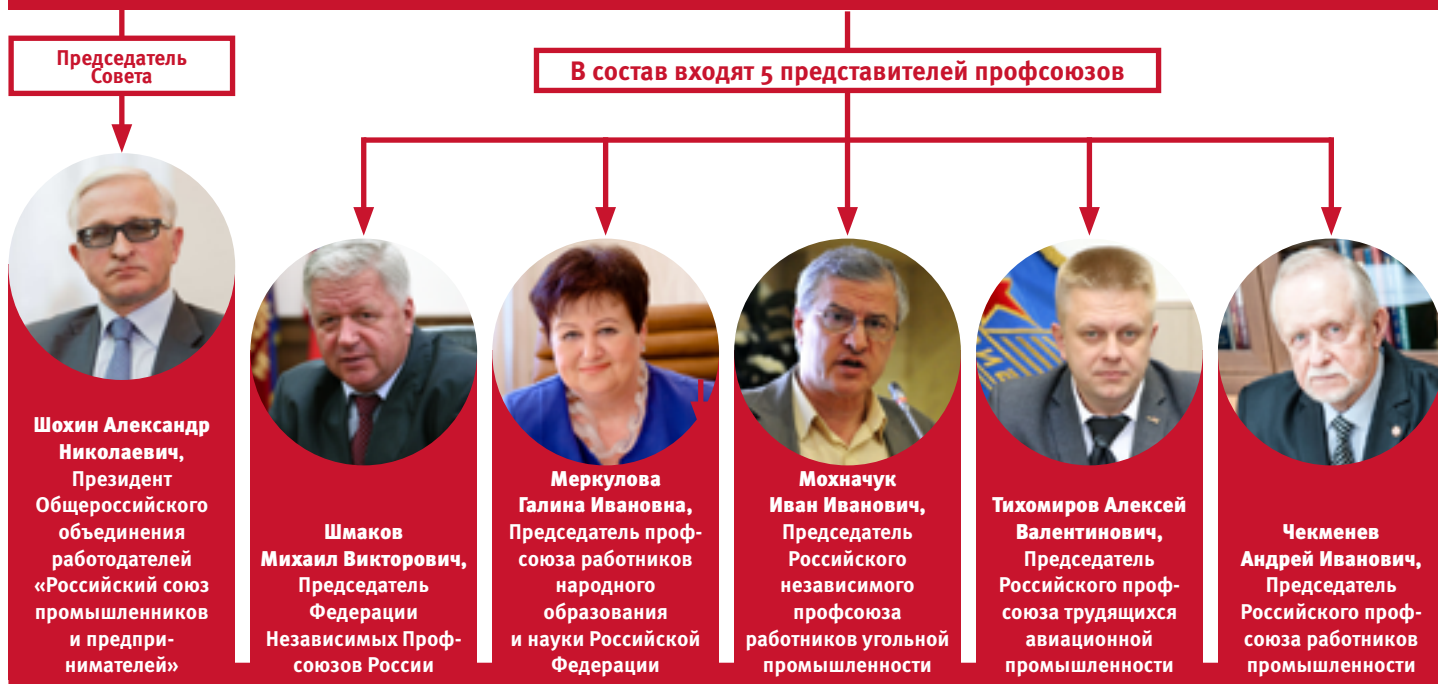 Председатель
Совета
В состав входят 5 представителей профсоюзов
Шохин Александр
Николаевич,
Президент
Общероссийского
объединения
работодателей
«Российский союз
промышленников
и предпри-
нимателей»
Шмаков
Михаил Викторович,
Председатель
Федерации
Независимых Проф-
союзов России
Меркулова
Галина Ивановна,
Председатель проф-
союза работников
народного
образования
и науки Российской
Федерации
Мохначук
Иван Иванович,
Председатель
Российского
независимого
профсоюза
работников угольной
промышленности
Тихомиров Алексей
Валентинович,
Председатель
Российского проф-
союза трудящихся
авиационной
промышленности
Чекменев
Андрей Иванович,
Председатель
Российского проф-
союза работников
промышленности